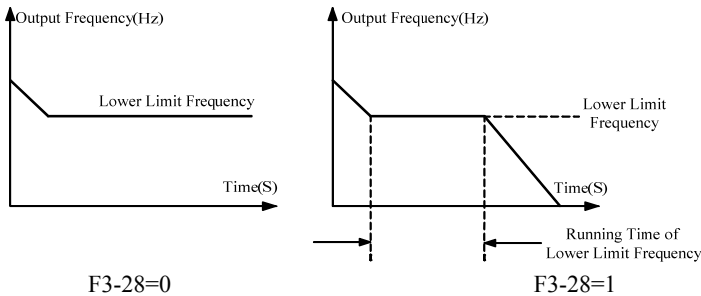 Output Frequency(Hz)
Lower Limit Frequency
Time(S)
F3-28=0
Output Frequency(Hz)
Lower Limit
Frequency
Time(S)
Running Time of
Lower Limit Frequency
F3-28=1